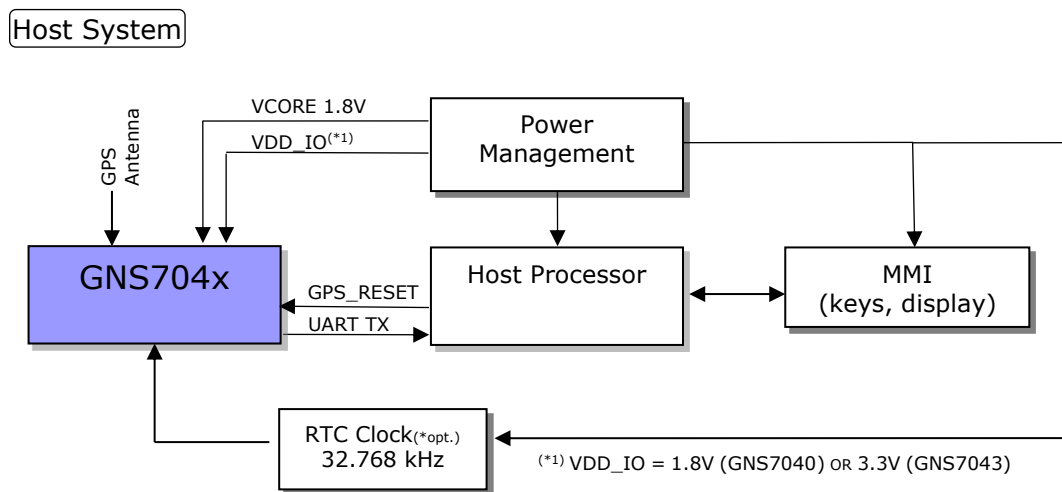 Host System
VCORE 1.8V
VDD_IO(*1)
GPS
Antenna
Power
Management
GNS704x
GPS_RESET
UART TX
Host Processor
MMI
(keys, display)
RTC Clock(*opt.)
32.768 kHz
(*1) VDD_IO = 1.8V (GNS7040) OR 3.3V (GNS7043)